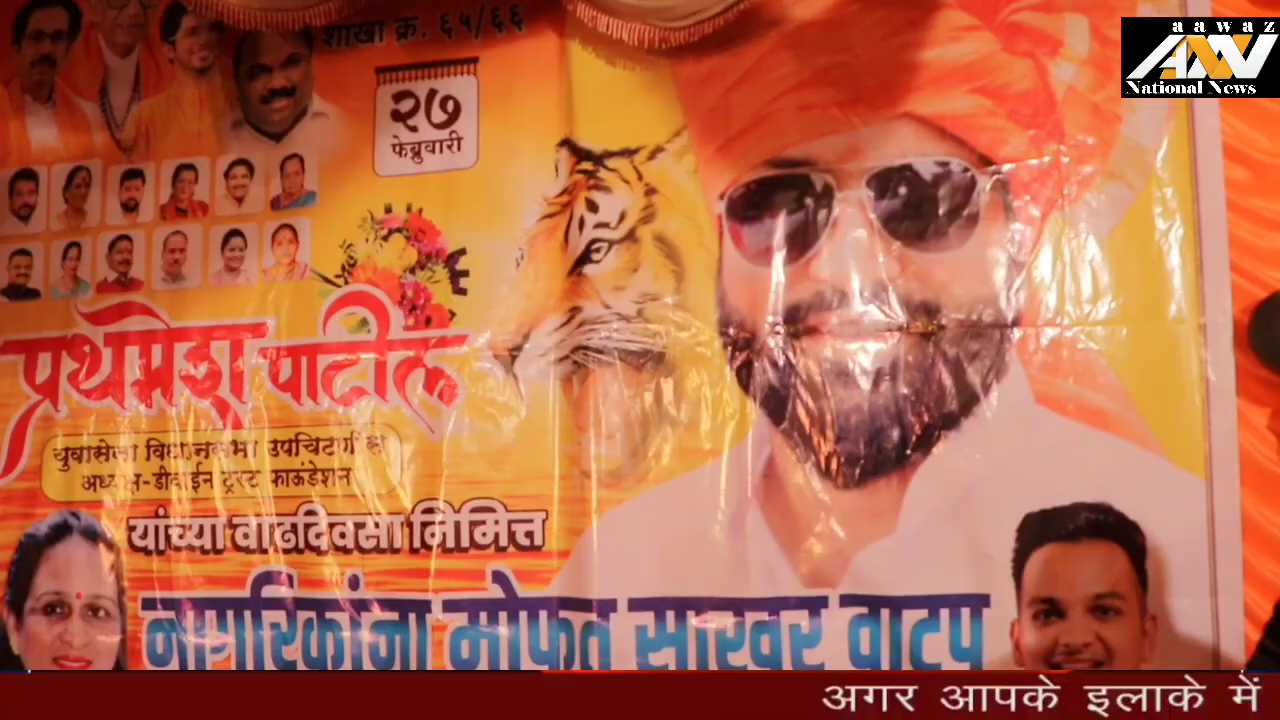 aawaz
ANN
National News
शाखा क्र. ६५/६६
२७
फेब्रुवारी
प्रथमेश पाटील
युवासेना विधानसभा उपचिटणीस
अध्यक्ष-डीवाईन ट्रस्ट फाऊंडेशन
यांच्या वाढदिवसा निमित्त
नागरिकांना मोफत साखर वाटप
अगर आपके इलाके में